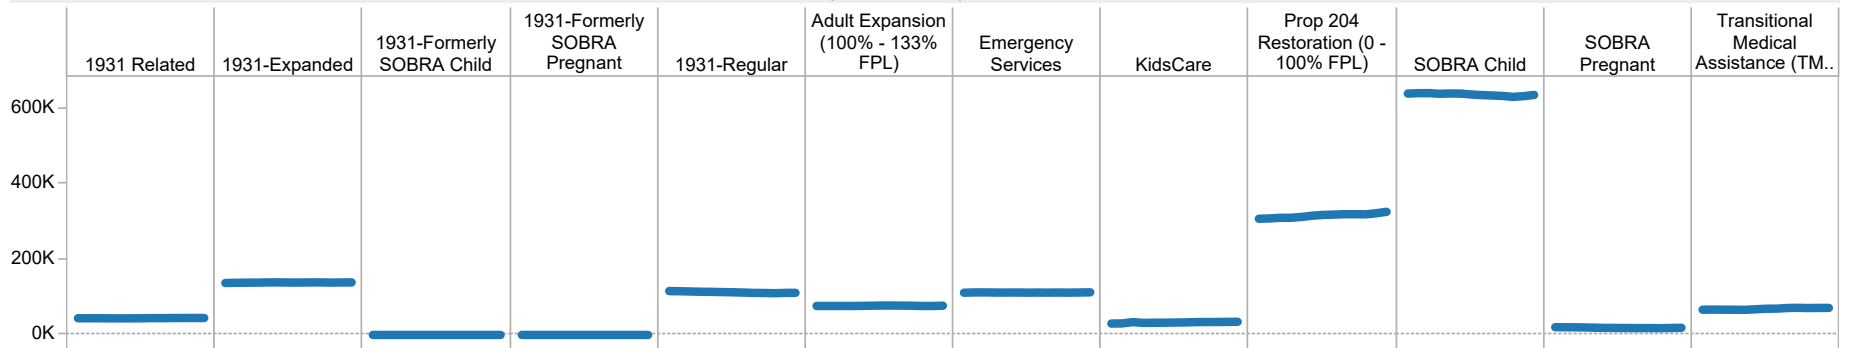 1931 Related
1931-Expanded
1931-Formerly
SOBRA Child
1931-Formerly
SOBRA
Pregnant
1931-Regular
Adult Expansion
(100% - 133%
FPL)
Emergency
Services
KidsCare
Prop 204
Restoration (0 -
100% FPL)
SOBRA Child
SOBRA
Pregnant
Transitional
Medical
Assistance (TM..
600K
400K
200K
0K